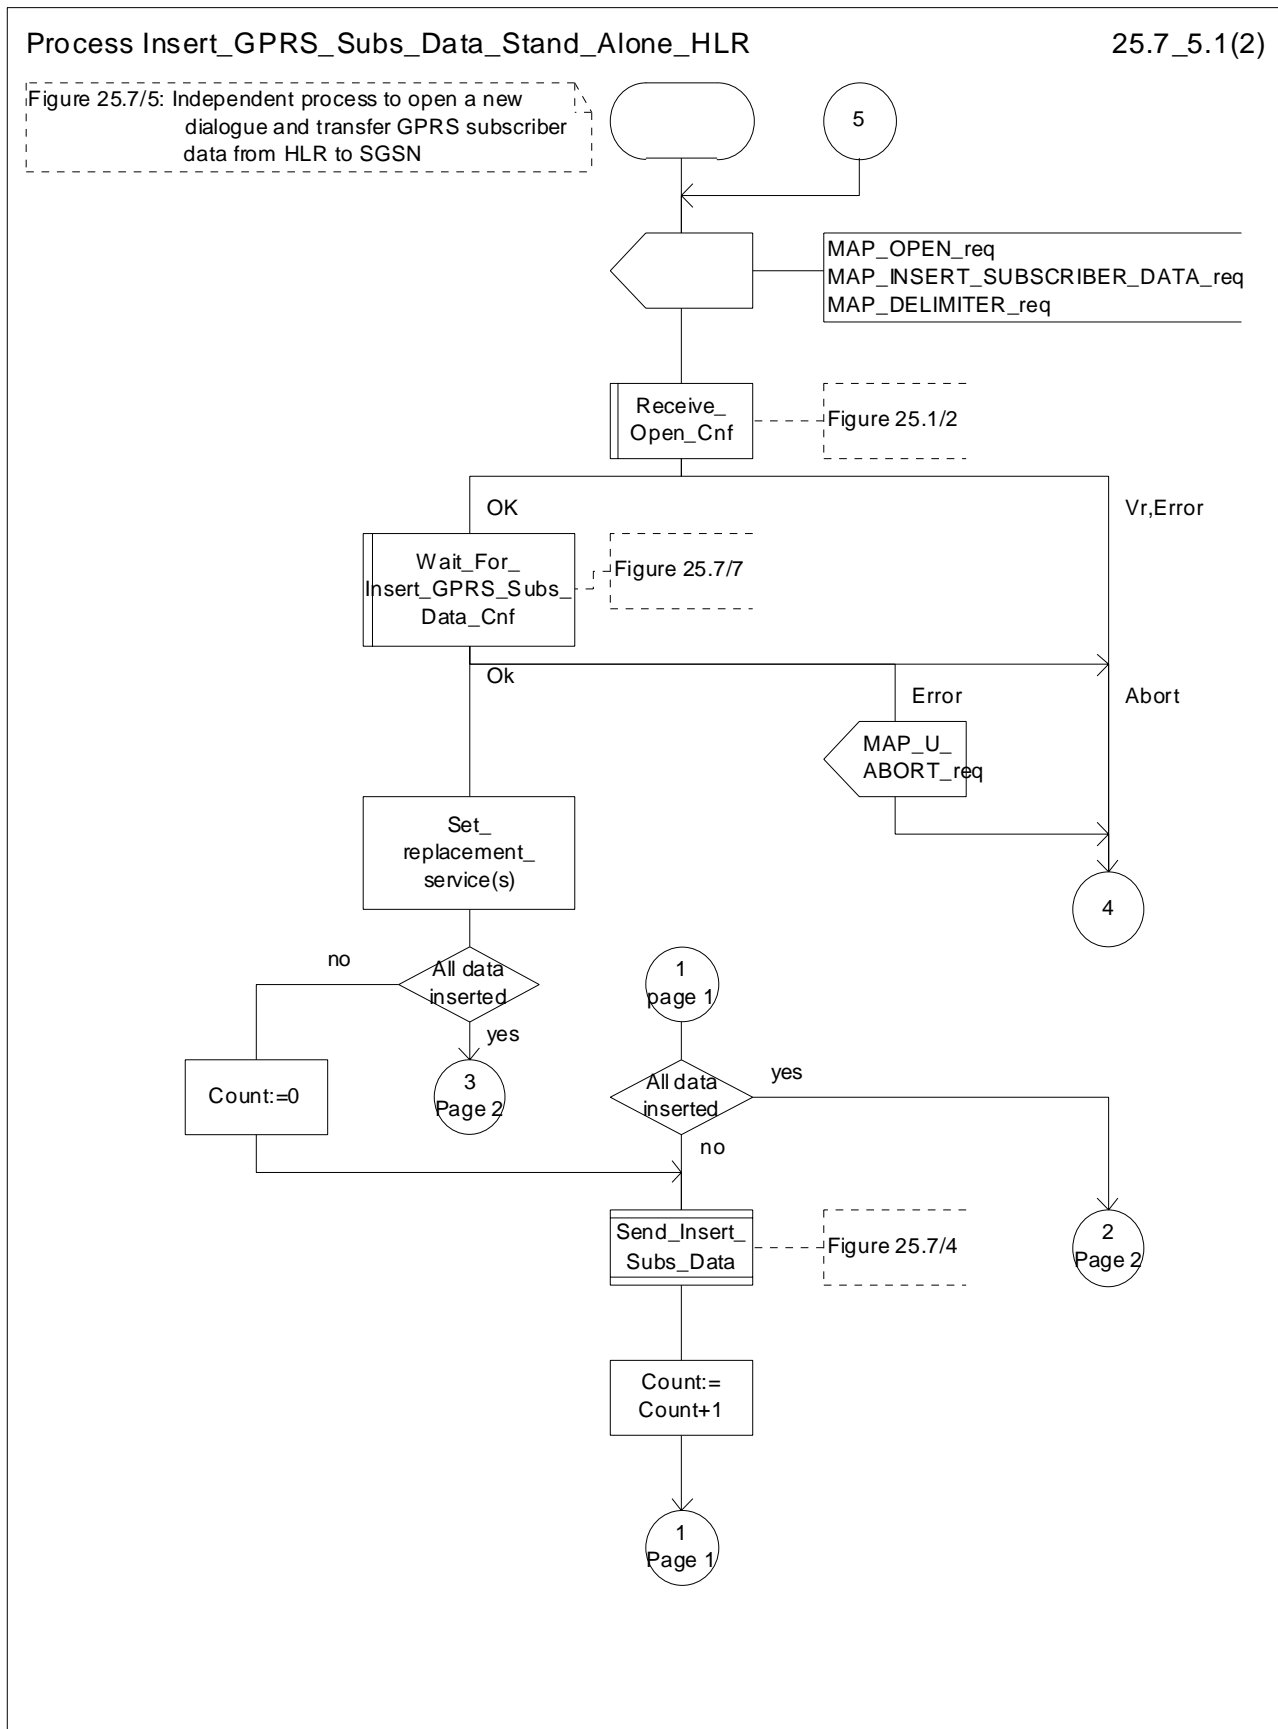 Process Insert_GPRS_Subs_Data_Stand_Alone_HLR
25.7_5.1(2)
Figure 25.7/5: Independent process to open a new
dialogue and transfer GPRS subscriber
data from HLR to SGSN
5
MAP_OPEN_req
MAP_INSERT_SUBSCRIBER_DATA_req
MAP_DELIMITER_req
Receive_
Open_Cnf
Figure 25.1/2
OK
Vr,Error
Wait_For_
Insert_GPRS_Subs_
Data_Cnf
Figure 25.7/7
Ok
Error
Abort
MAP_U_
ABORT_req
Set_
replacement_
service(s)
4
no
All data
inserted
yes
1
page 1
Count:=0
3
Page 2
All data
inserted
yes
no
Send_Insert_
Subs_Data
Figure 25.7/4
2
Page 2
Count:=
Count+1
1
Page 1